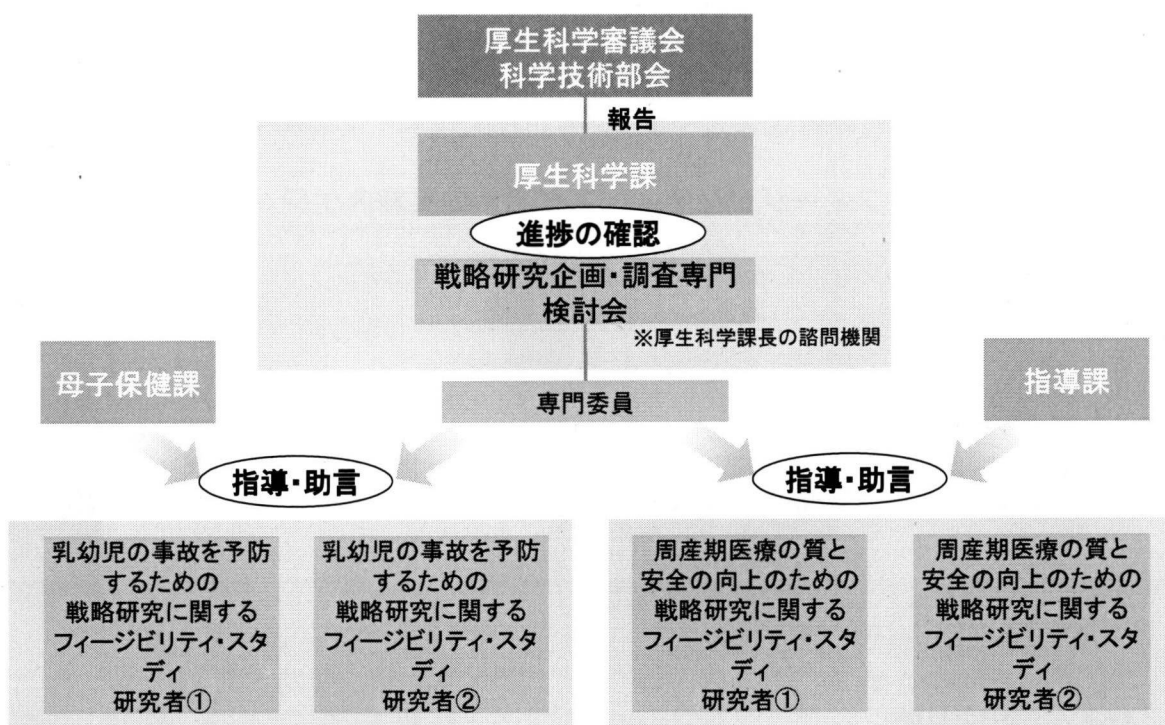 厚生科学審議会
科学技術部会
報告
厚生科学課
進捗の確認
戦略研究企画・調査専門
検討会
※厚生科学課長の諮問機関
母子保健課
専門委員
指導課
指導・助言
指導・助言
乳幼児の事故を予防
するための
戦略研究に関する
フィージビリティ・スタ
ディ
研究者①
乳幼児の事故を予防
するための
戦略研究に関する
フィージビリティ・スタ
ディ
研究者②
周産期医療の質と
安全の向上のための
戦略研究に関する
フィージビリティ・スタ
ディ
研究者①
周産期医療の質と
安全の向上のための
戦略研究に関する
フィージビリティ・スタ
ディ
研究者②